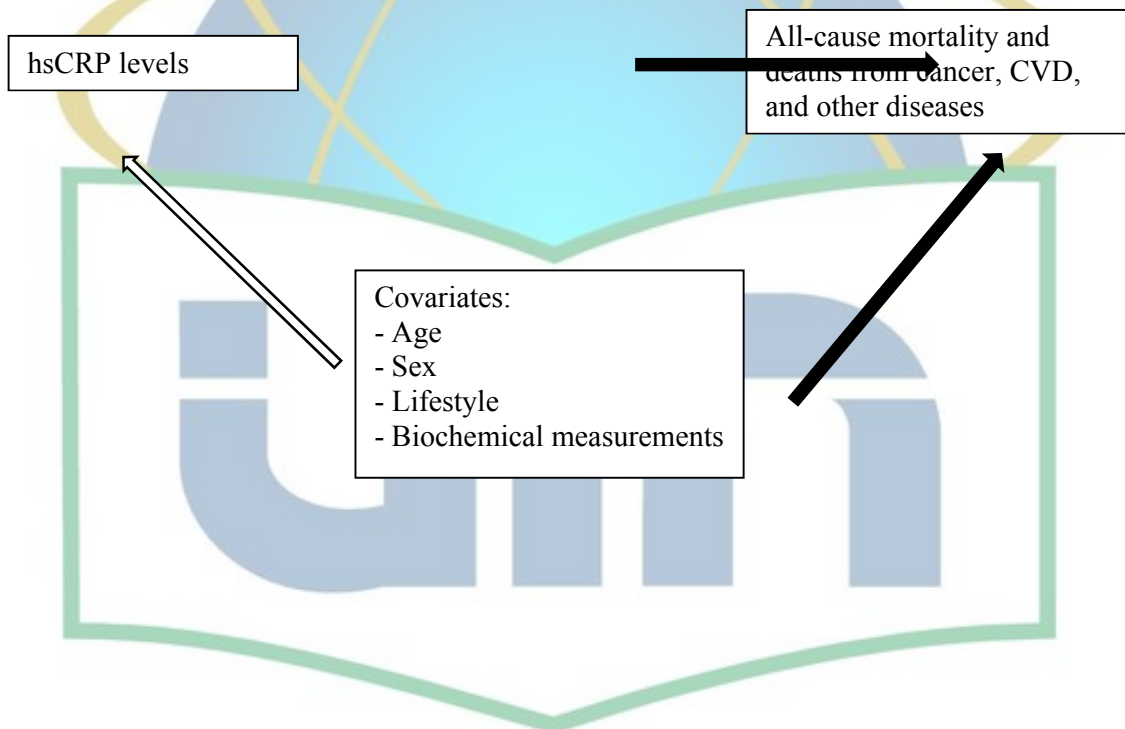 hsCRP levels
All-cause mortality and
deaths from cancer, CVD,
and other diseases
Covariates:
- Age
- Sex
- Lifestyle
- Biochemical measurements
uin